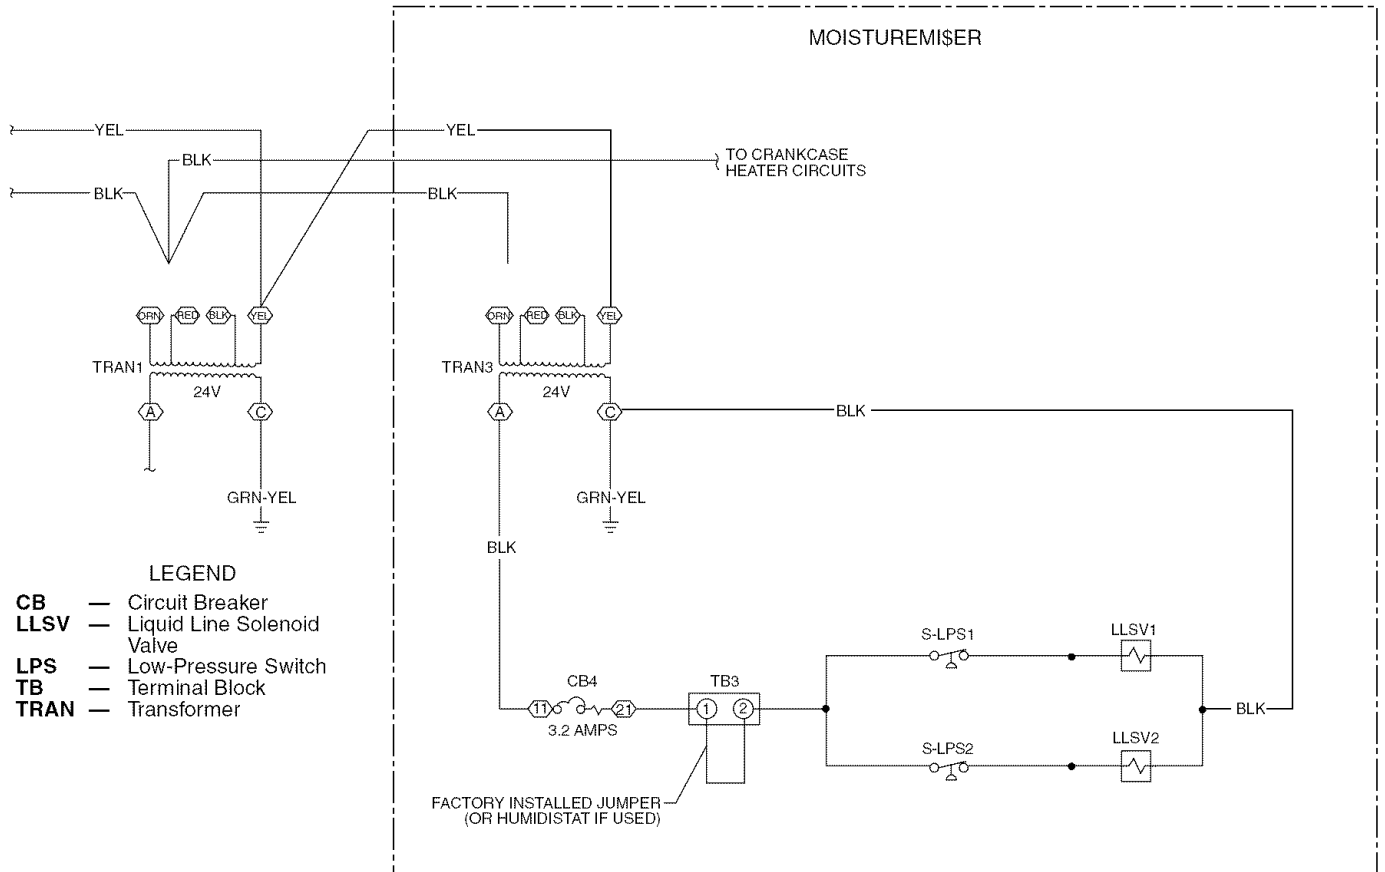 MOISTUREMI$ER
YEL
YEL
BLK
TO CRANKCASE
HEATER CIRCUITS
BLK
BLK
ORN RED BLK YEL
ORN RED BLK YEL
TRAN1
TRAN3
24V
24V
A C
A C
BLK
GRN-YEL
GRN-YEL
BLK
LEGEND
CB — Circuit Breaker
LLSV — Liquid Line Solenoid
Valve
LPS — Low-Pressure Switch
TB — Terminal Block
TRAN — Transformer
S-LPS1
LLSV1
CB4
TB3
11 21
1 2
BLK
3.2 AMPS
S-LPS2
LLSV2
FACTORY INSTALLED JUMPER
(OR HUMIDISTAT IF USED)